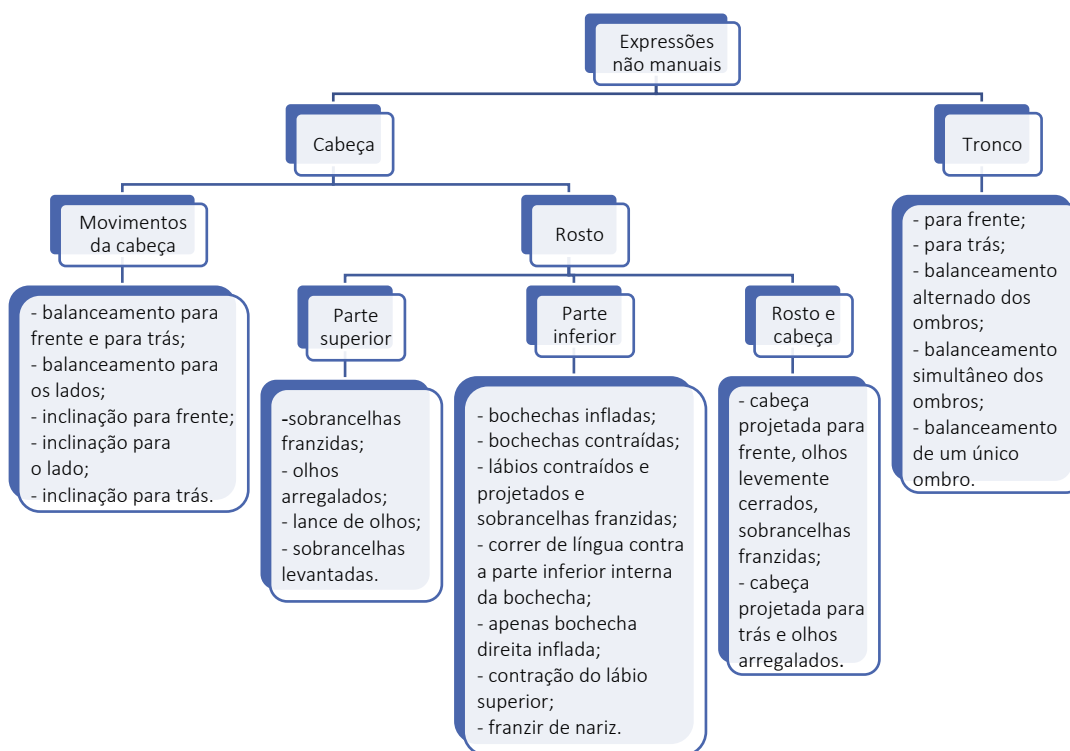 Expressões
não manuais
Cabeça
Tronco
Movimentos
da cabeça
Rosto
- para frente;
- para trás;
- balanceamento
alternado dos
ombros;
- balanceamento
simultâneo dos
ombros;
- balanceamento
de um único
ombro.
- balanceamento para
frente e para trás;
- balanceamento para
os lados;
- inclinação para frente;
- inclinação para
o lado;
- inclinação para trás.
Parte
superior
Parte
inferior
Rosto e
cabeça
-sobrancelhas
franzidas;
- olhos
arregalados;
- lance de olhos;
- sobrancelhas
levantadas.
- bochechas infladas;
- bochechas contraídas;
- lábios contraídos e
projetados e
sobrancelhas franzidas;
- correr de língua contra
a parte inferior interna
da bochecha;
- apenas bochecha
direita inflada;
- contração do lábio
superior;
- franzir de nariz.
- cabeça
projetada para
frente, olhos
levemente
cerrados,
sobrancelhas
franzidas;
- cabeça
projetada para
trás e olhos
arregalados.